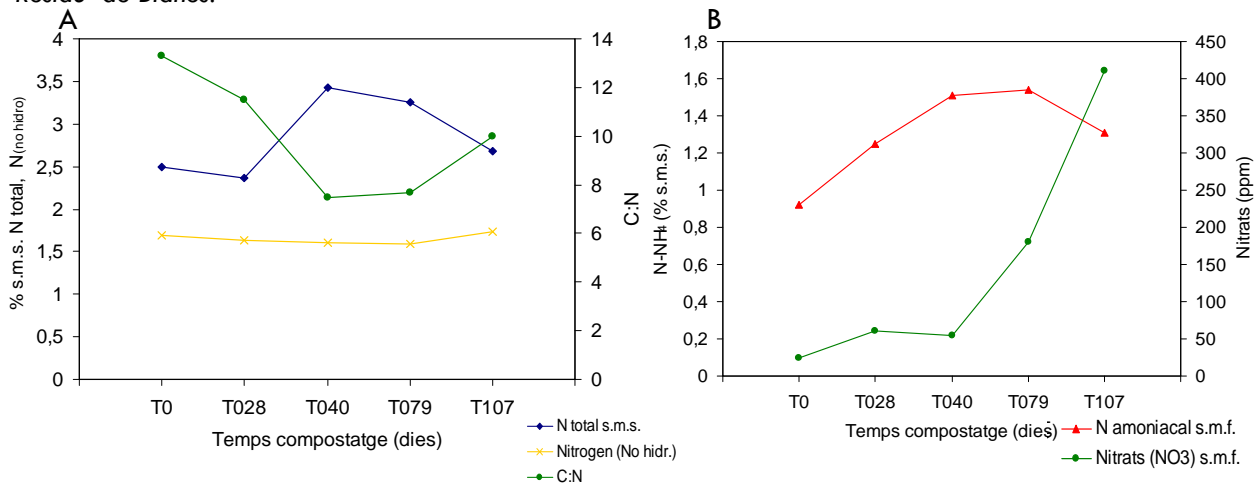 A
B
4
3,5
3
2,5
2
1,5
1
0,5
0
% s.m.s. N total, N(no hidro)
14
12
10
8
6
4
2
0
C:N
T0 T028 T040 T079 T107
Temps compostatge (dies)
N total s.m.s.
Nitrogen (No hidr.)
C:N
1,8
1,6
1,4
1,2
1
0,8
0,6
0,4
0,2
0
N-NH4 (% s.m.s.)
450
400
350
300
250
200
150
100
50
0
Nitrats (ppm)
T0 T028 T040 T079 T107
Temps compostatge (dies)
N amoniacal s.m.f.
Nitrats (NO3) s.m.f.